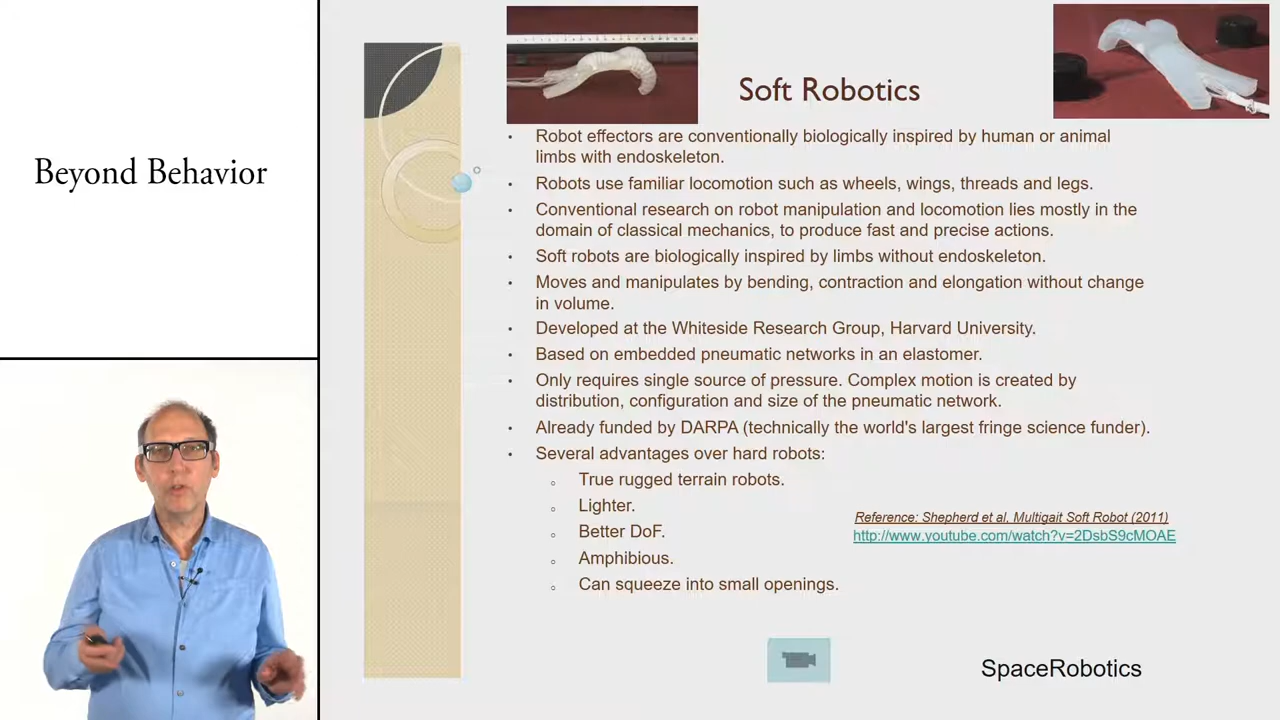 Beyond Behavior
Soft Robotics
• Robot effectors are conventionally biologically inspired by human or animal
limbs with endoskeleton.
• Robots use familiar locomotion such as wheels, wings, threads and legs.
• Conventional research on robot manipulation and locomotion lies mostly in the
domain of classical mechanics, to produce fast and precise actions.
• Soft robots are biologically inspired by limbs without endoskeleton.
• Moves and manipulates by bending, contraction and elongation without change
in volume.
• Developed at the Whiteside Research Group, Harvard University.
• Based on embedded pneumatic networks in an elastomer.
• Only requires single source of pressure. Complex motion is created by
distribution, configuration and size of the pneumatic network.
• Already funded by DARPA (technically the world's largest fringe science funder).
• Several advantages over hard robots:
◦ True rugged terrain robots.
◦ Lighter.
◦ Better DoF.
◦ Amphibious.
◦ Can squeeze into small openings.
Reference: Shepherd et al, Multigait Soft Robot (2011)
http://www.youtube.com/watch?v=2DsbS9cMOAE
SpaceRobotics